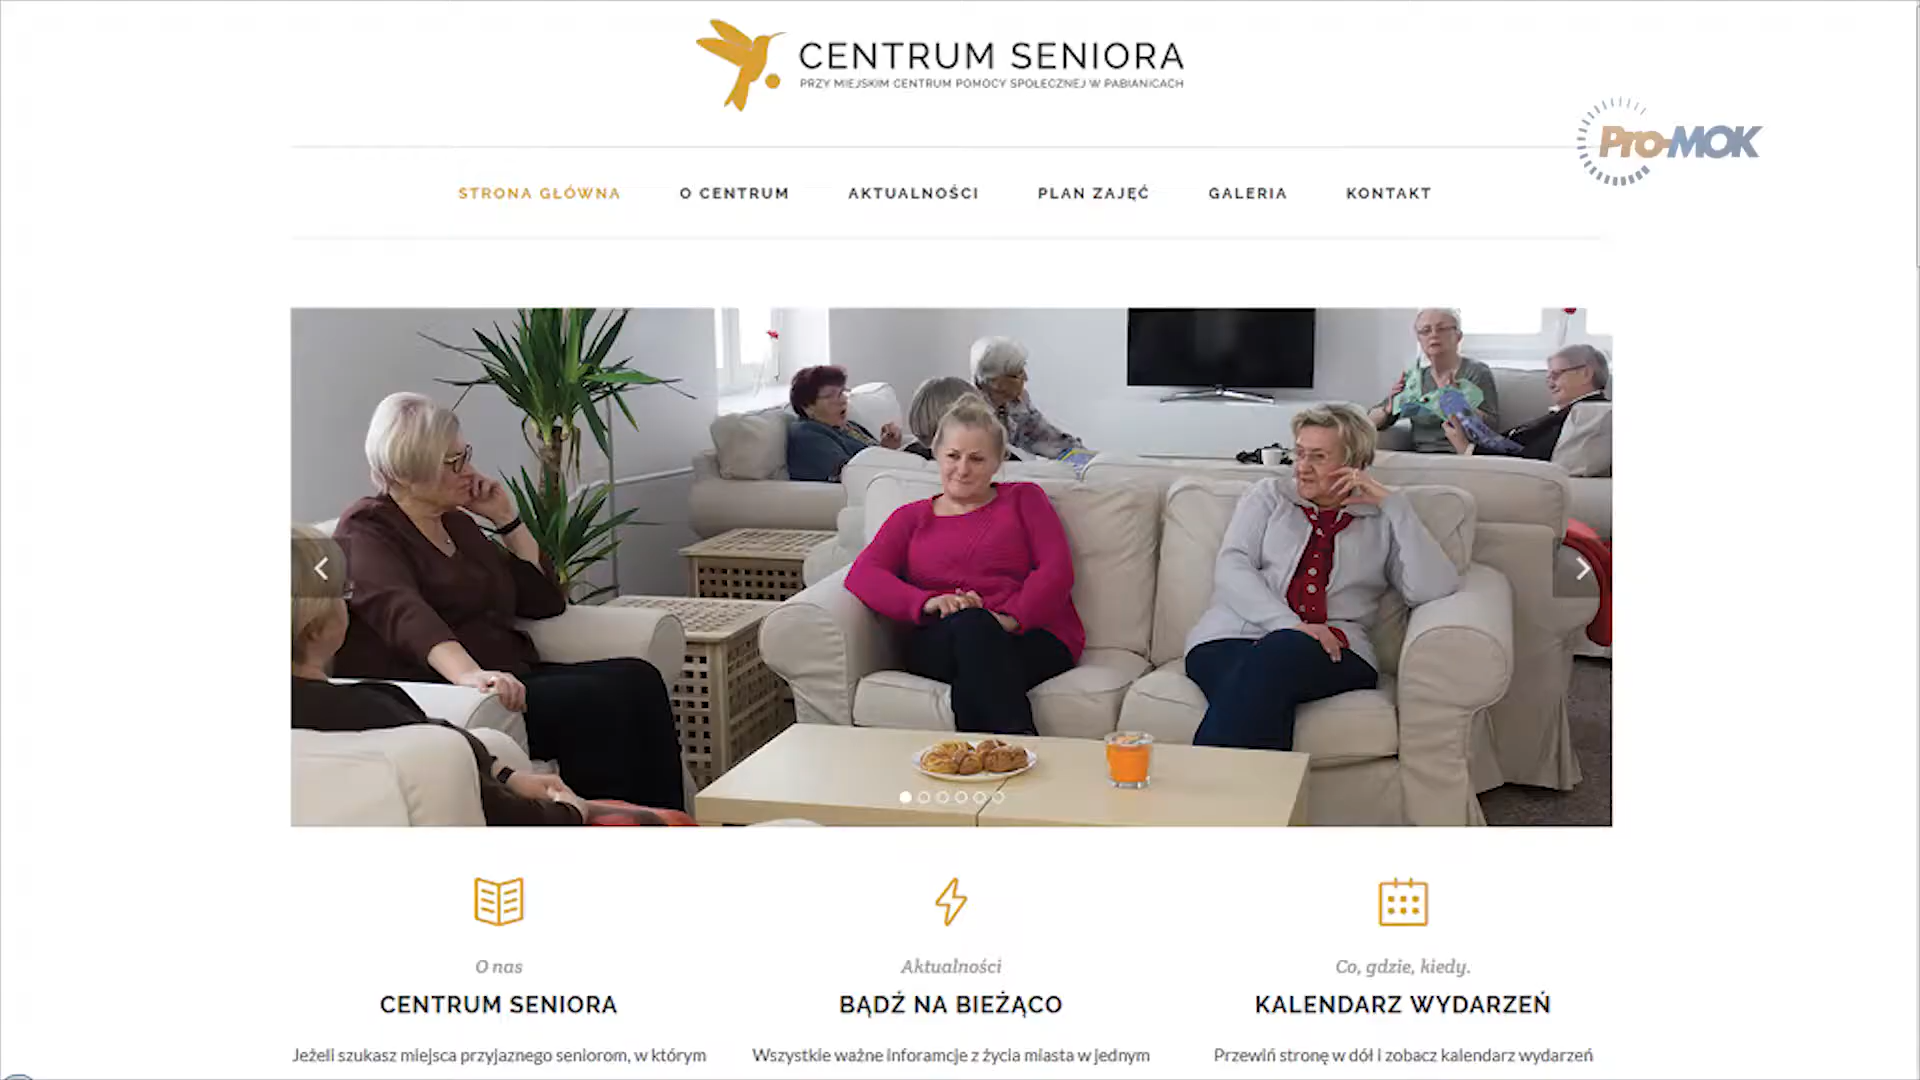 CENTRUM SENIORA
PRZY MIEJSKIM CENTRUM POMOCY SPOŁECZNEJ W PABIANICACH
Pro-MOK
STRONA GŁÓWNA
O CENTRUM
AKTUALNOŚCI
PLAN ZAJĘĆ
GALERIA
KONTAKT
O nas
CENTRUM SENIORA
Jeżeli szukasz miejsca przyjaznego seniorom, w którym
Aktualności
BĄDŹ NA BIEŻĄCO
Wszystkie ważne inforamcje z życia miasta w jednym
Co, gdzie, kiedy.
KALENDARZ WYDARZEŃ
Przewiń stronę w dół i zobacz kalendarz wydarzeń